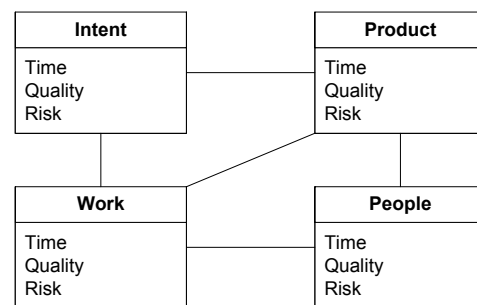 Intent
Time
Quality
Risk
Product
Time
Quality
Risk
Work
Time
Quality
Risk
People
Time
Quality
Risk